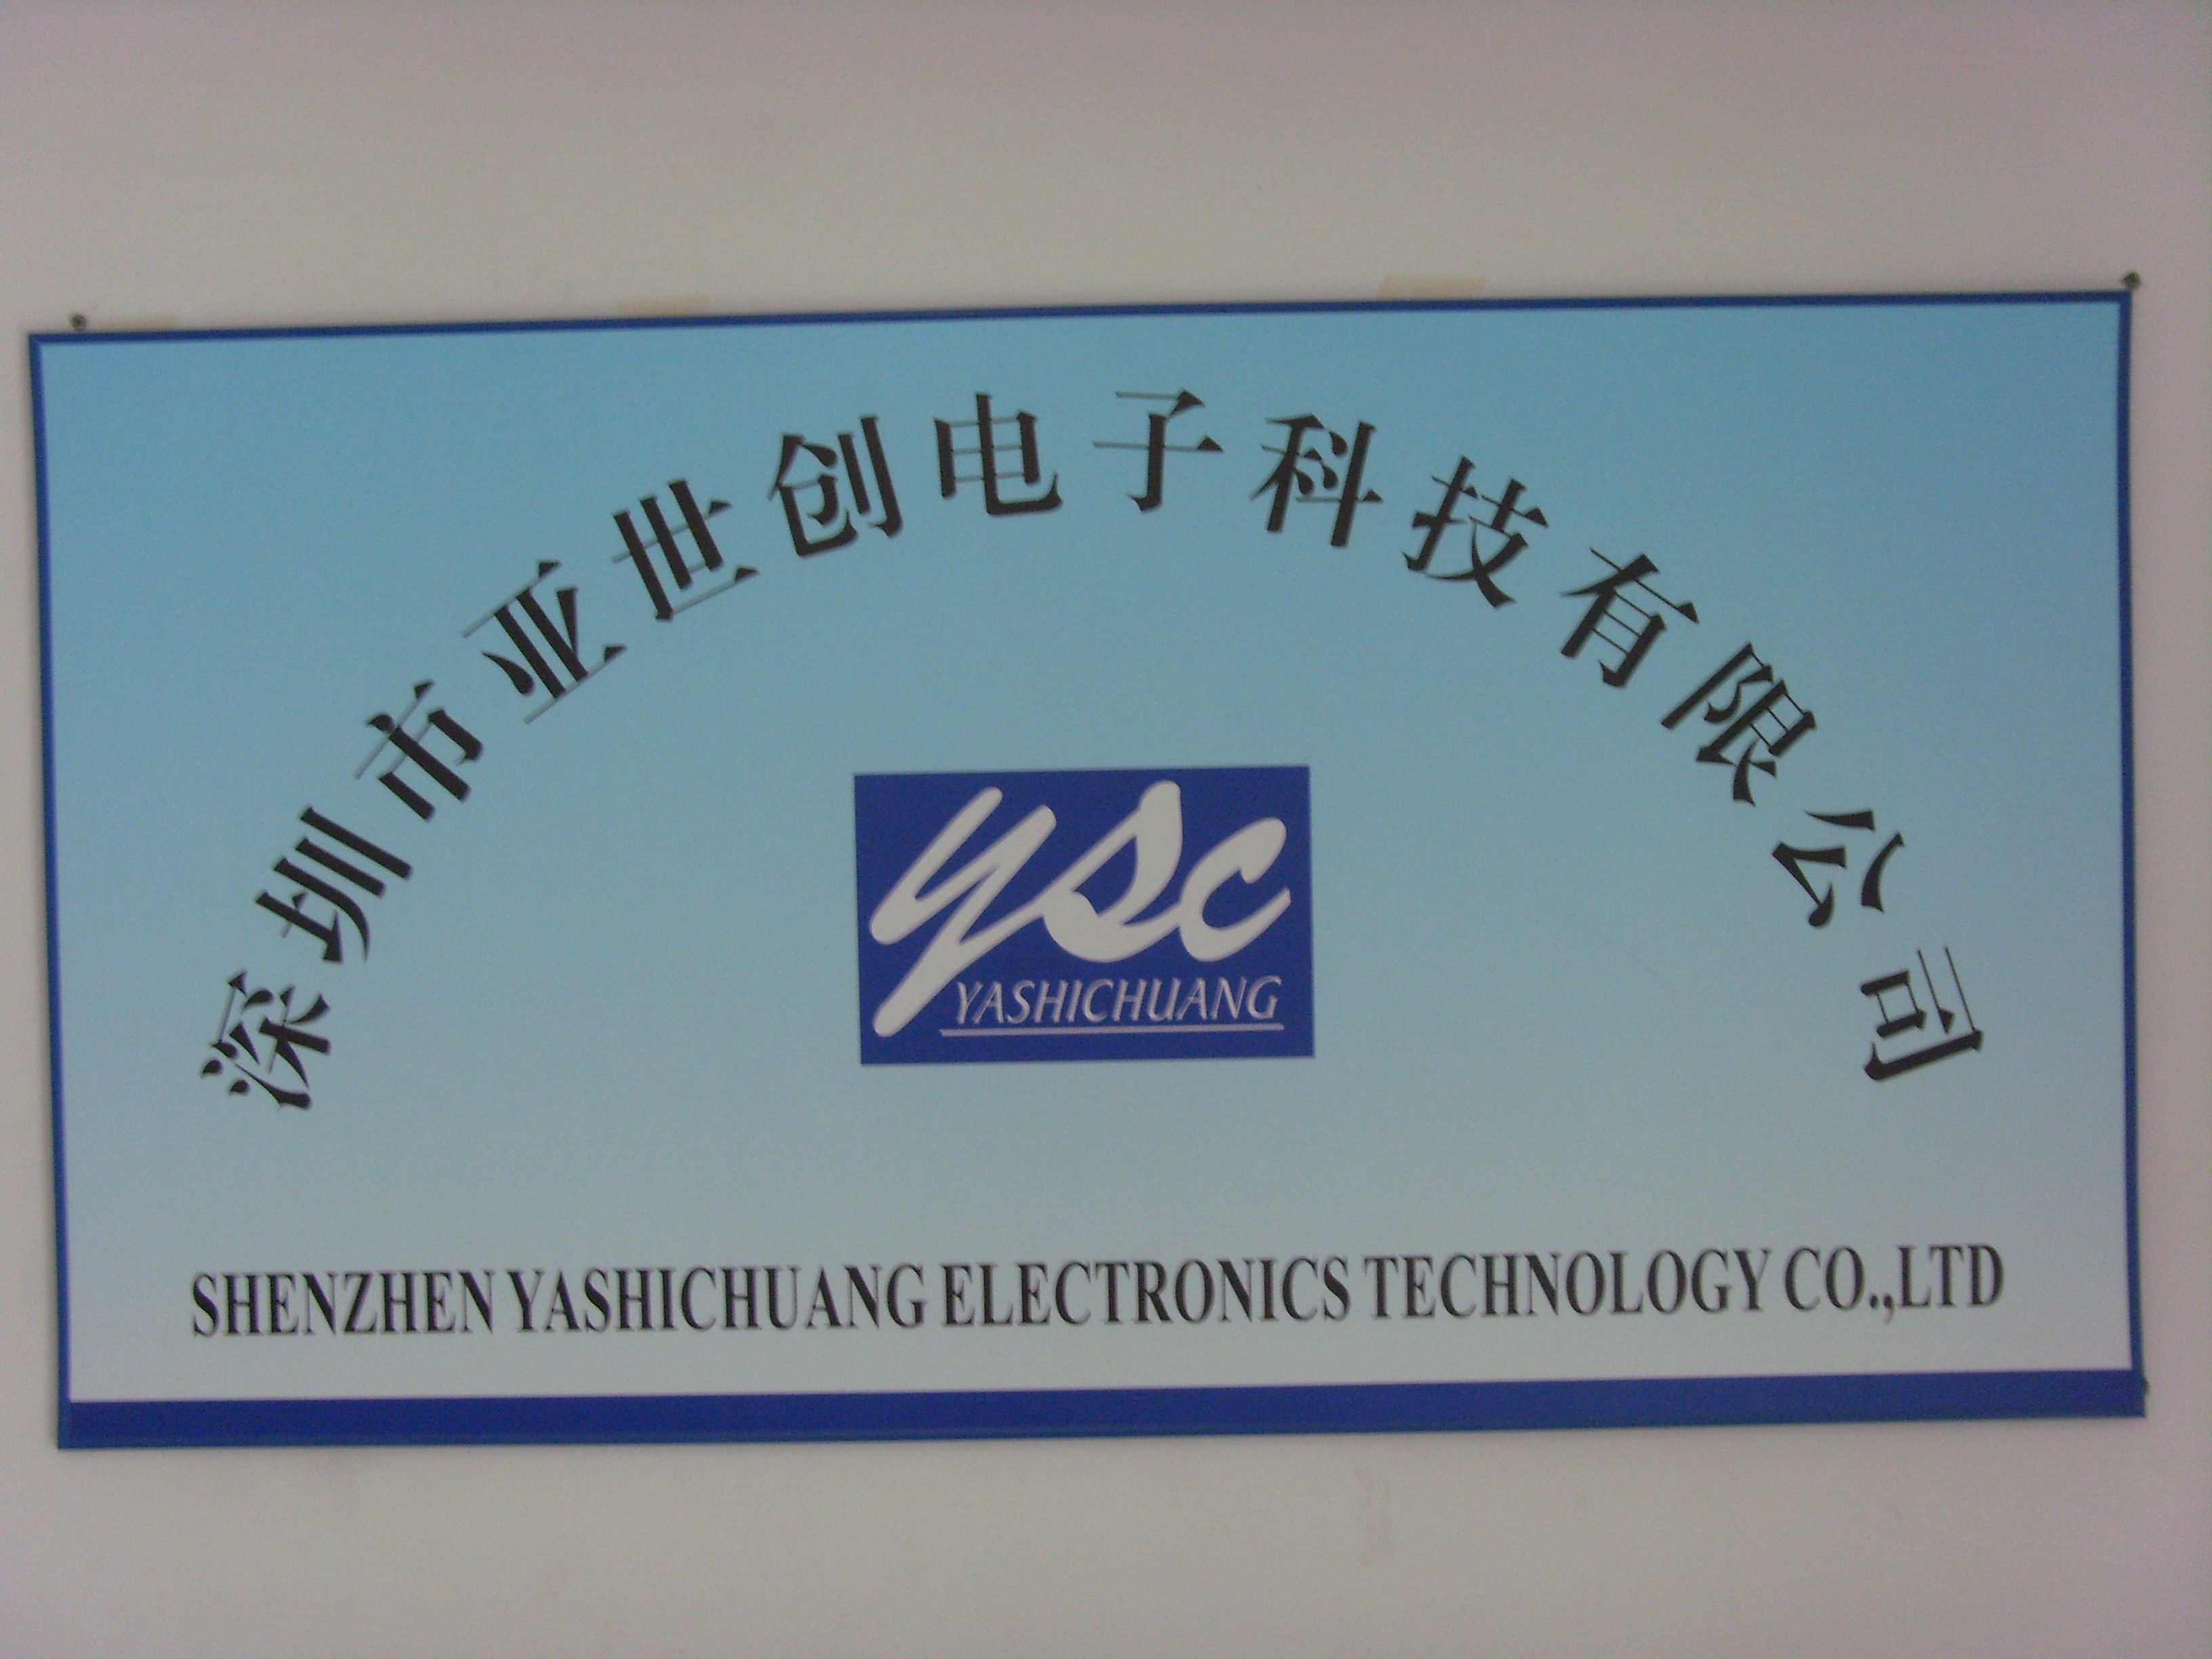 深圳市亚世创电子科技有限公司
ysc
YASHICHUANG
SHENZHEN YASHICHUANG ELECTRONICS TECHNOLOGY CO.,LTD